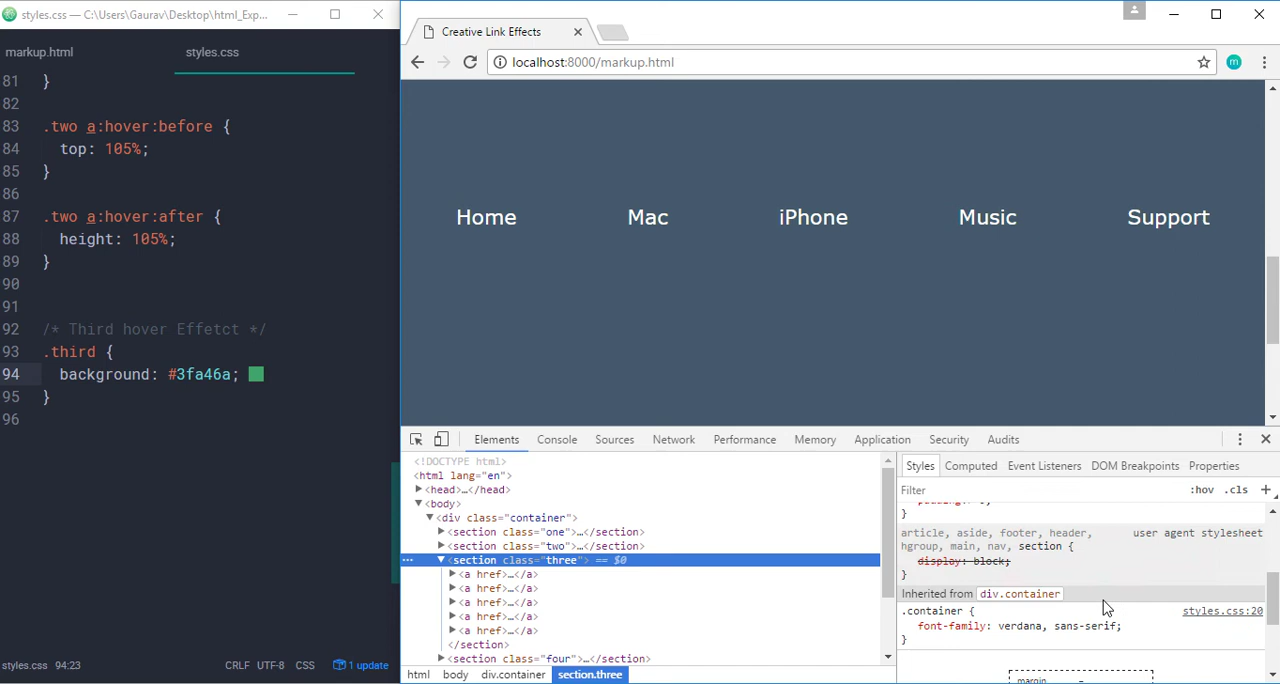 styles.css — C:\Users\Gaurav\Desktop\html_Exp...
markup.html styles.css
81 }
82
83 .two a:hover:before {
84 top: 105%;
85 }
86
87 .two a:hover:after {
88 height: 105%;
89 }
90
91
92 /* Third hover Effetct */
93 .third {
94 background: #3fa46a;
95 }
96
styles.css 94:23 CRLF UTF-8 CSS 1 update
Creative Link Effects
localhost:8000/markup.html
m
Home Mac iPhone Music Support
Elements Console Sources Network Performance Memory Application Security Audits
<!DOCTYPE html>
<html lang="en">
<head>…</head>
<body>
<div class="container">
<section class="one">…</section>
<section class="two">…</section>
... <section class="three"> == $0
<a href>…</a>
<a href>…</a>
<a href>…</a>
<a href>…</a>
<a href>…</a>
</section>
<section class="four">…</section>
html body div.container section.three
Styles Computed Event Listeners DOM Breakpoints Properties
Filter :hov .cls +
}
article, aside, footer, header, user agent stylesheet
hgroup, main, nav, section {
display: block;
}
Inherited from div.container
.container { styles.css:20
font-family: verdana, sans-serif;
}
margin –